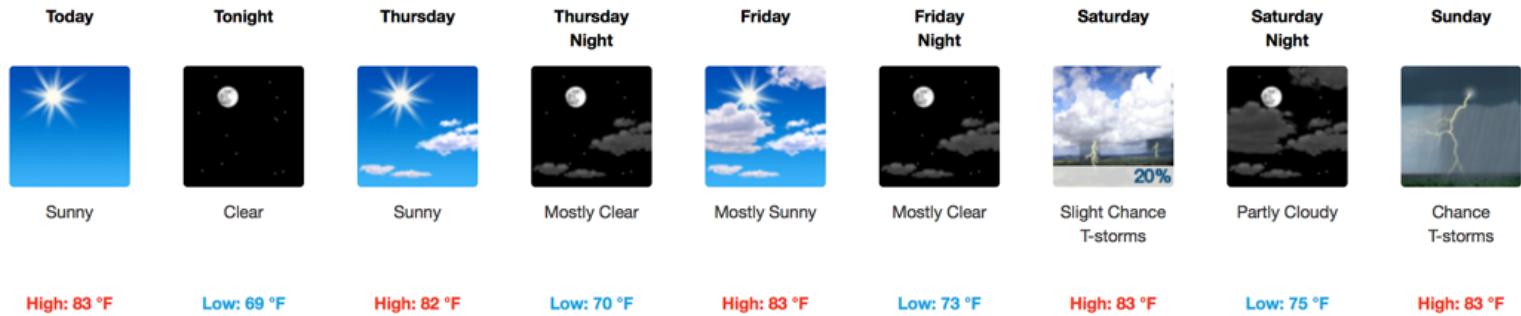 Today
Tonight
Thursday
Thursday
Night
Friday
Friday
Night
Saturday
Saturday
Night
Sunday
20%
Sunny
Clear
Sunny
Mostly Clear
Mostly Sunny
Mostly Clear
Slight Chance
T-storms
Partly Cloudy
Chance
T-storms
High: 83 °F
Low: 69 °F
High: 82 °F
Low: 70 °F
High: 83 °F
Low: 73 °F
High: 83 °F
Low: 75 °F
High: 83 °F